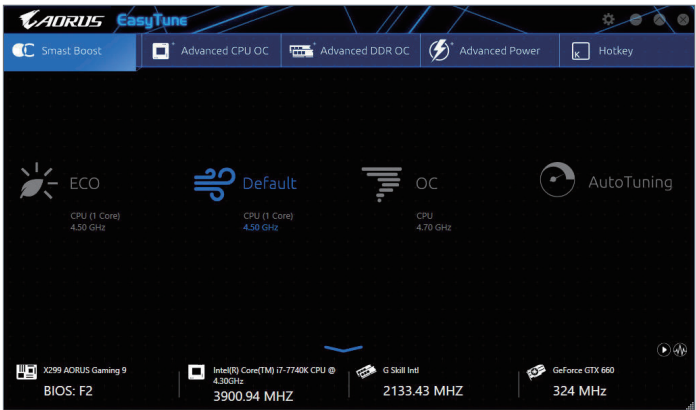 AORUS EasyTune
Smast Boost
Advanced CPU OC
Advanced DDR OC
Advanced Power
K
Hotkey
ECO
CPU (1 Core)
4.50 GHz
Default
CPU (1 Core)
4.50 GHz
OC
CPU
4.70 GHz
AutoTuning
X299 AORUS Gaming 9
BIOS: F2
Intel(R) Core(TM) i7-7740K CPU @
4.30GHz
3900.94 MHZ
G Skill Intl
2133.43 MHZ
GeForce GTX 660
324 MHz